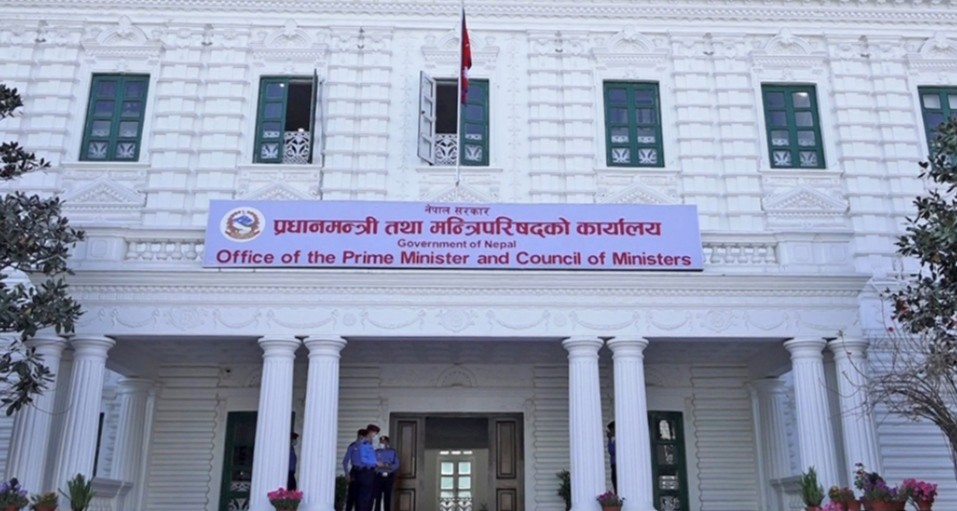 नेपाल सरकार
प्रधानमन्त्री तथा मन्त्रिपरिषद्को कार्यालय
Government of Nepal
Office of the Prime Minister and Council of Ministers